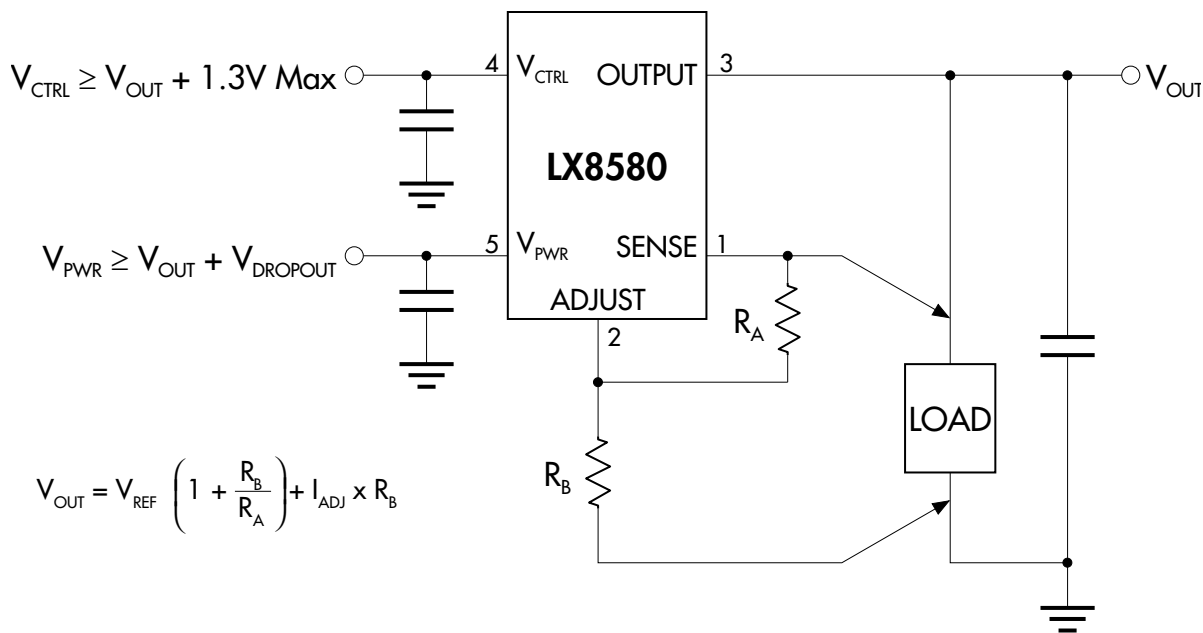 V_CTRL ≥ V_OUT + 1.3V Max
4
V_CTRL
OUTPUT
3
V_OUT
LX8580
V_PWR ≥ V_OUT + V_DROPOUT
5
V_PWR
SENSE
1
ADJUST
2
R_A
LOAD
R_B
V_OUT = V_REF (1 + R_B/R_A) + I_ADJ x R_B